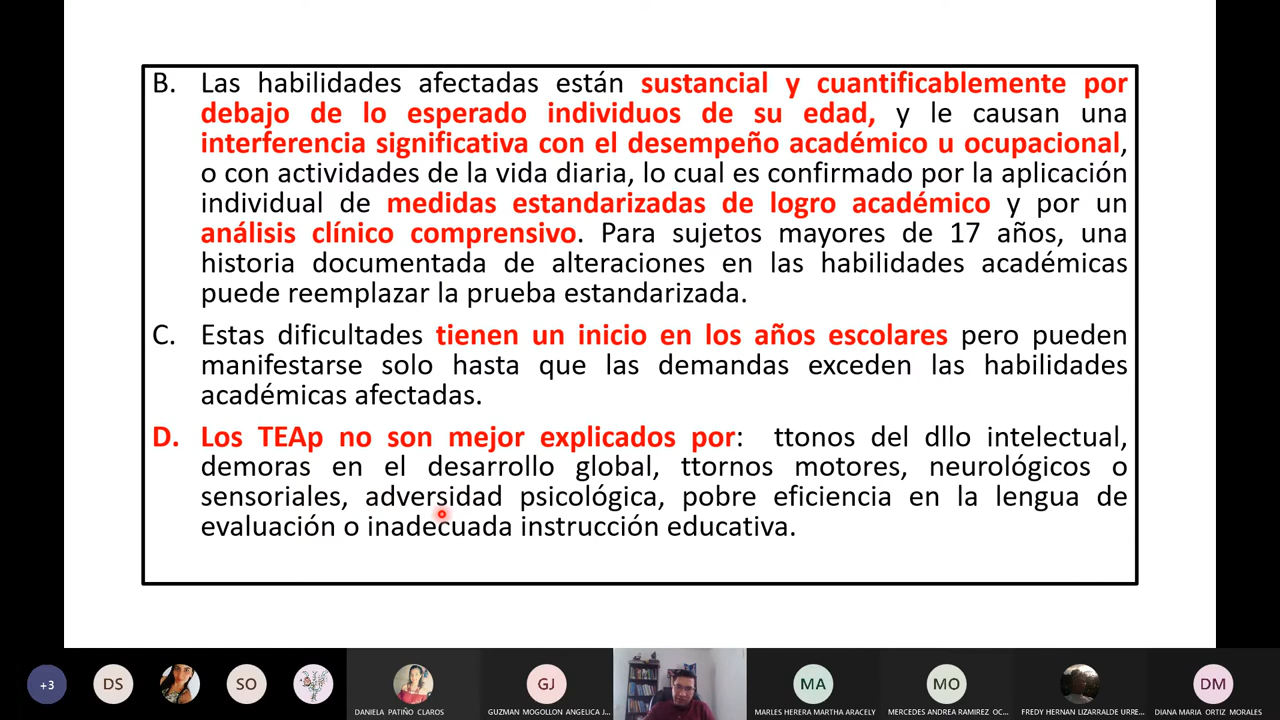 B. Las habilidades afectadas están sustancial y cuantificablemente por
debajo de lo esperado individuos de su edad, y le causan una
interferencia significativa con el desempeño académico u ocupacional,
o con actividades de la vida diaria, lo cual es confirmado por la aplicación
individual de medidas estandarizadas de logro académico y por un
análisis clínico comprensivo. Para sujetos mayores de 17 años, una
historia documentada de alteraciones en las habilidades académicas
puede reemplazar la prueba estandarizada.
C. Estas dificultades tienen un inicio en los años escolares pero pueden
manifestarse solo hasta que las demandas exceden las habilidades
académicas afectadas.
D. Los TEAp no son mejor explicados por: ttonos del dllo intelectual,
demoras en el desarrollo global, ttornos motores, neurológicos o
sensoriales, adversidad psicológica, pobre eficiencia en la lengua de
evaluación o inadecuada instrucción educativa.
+3 DS SO GJ MA MO DM
DANIELA PATIÑO CLAROS
GUZMAN MOGOLLON ANGELICA J...
MARLES HERERA MARTHA ARACELY
MERCEDES ANDREA RAMIREZ OC...
FREDY HERNAN LIZARRALDE URRE...
DIANA MARIA ORTIZ MORALES